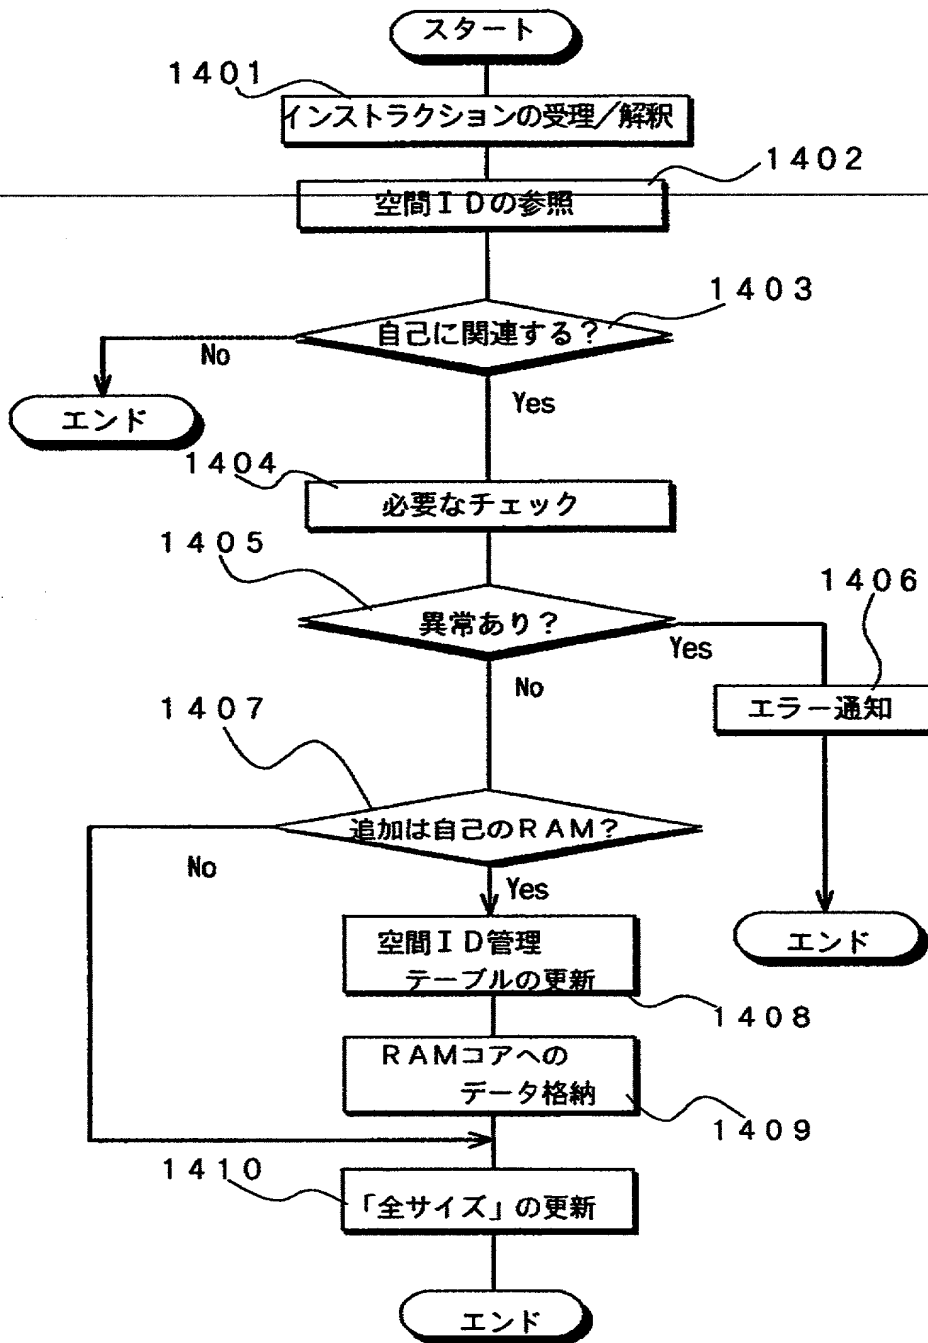 スタート
1401
インストラクションの受理／解釈
1402
空間ＩＤの参照
1403
自己に関連する？
No
Yes
エンド
1404
必要なチェック
1405
1406
異常あり？
Yes
No
エラー通知
1407
追加は自己のＲＡＭ？
No
Yes
エンド
空間ＩＤ管理
テーブルの更新
1408
ＲＡＭコアへの
データ格納
1409
1410
「全サイズ」の更新
エンド